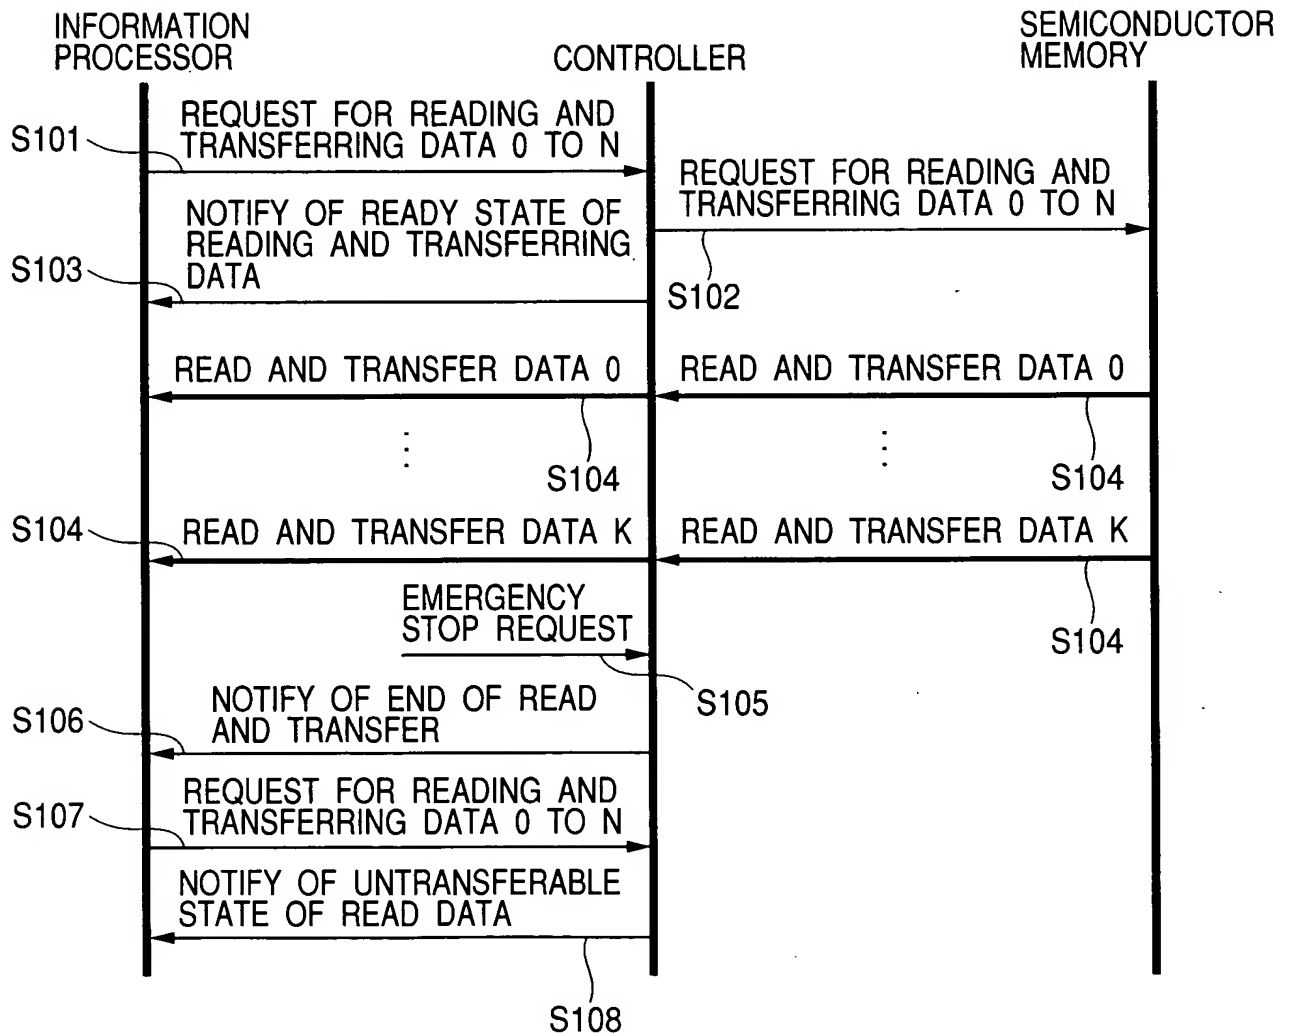 INFORMATION
PROCESSOR
CONTROLLER
SEMICONDUCTOR
MEMORY
S101
REQUEST FOR READING AND
TRANSFERRING DATA 0 TO N
REQUEST FOR READING AND
TRANSFERRING DATA 0 TO N
S102
NOTIFY OF READY STATE OF
READING AND TRANSFERRING
DATA
S103
READ AND TRANSFER DATA 0
READ AND TRANSFER DATA 0
S104
S104
S104
READ AND TRANSFER DATA K
READ AND TRANSFER DATA K
S104
EMERGENCY
STOP REQUEST
S105
NOTIFY OF END OF READ
AND TRANSFER
S106
REQUEST FOR READING AND
TRANSFERRING DATA 0 TO N
S107
NOTIFY OF UNTRANSFERABLE
STATE OF READ DATA
S108